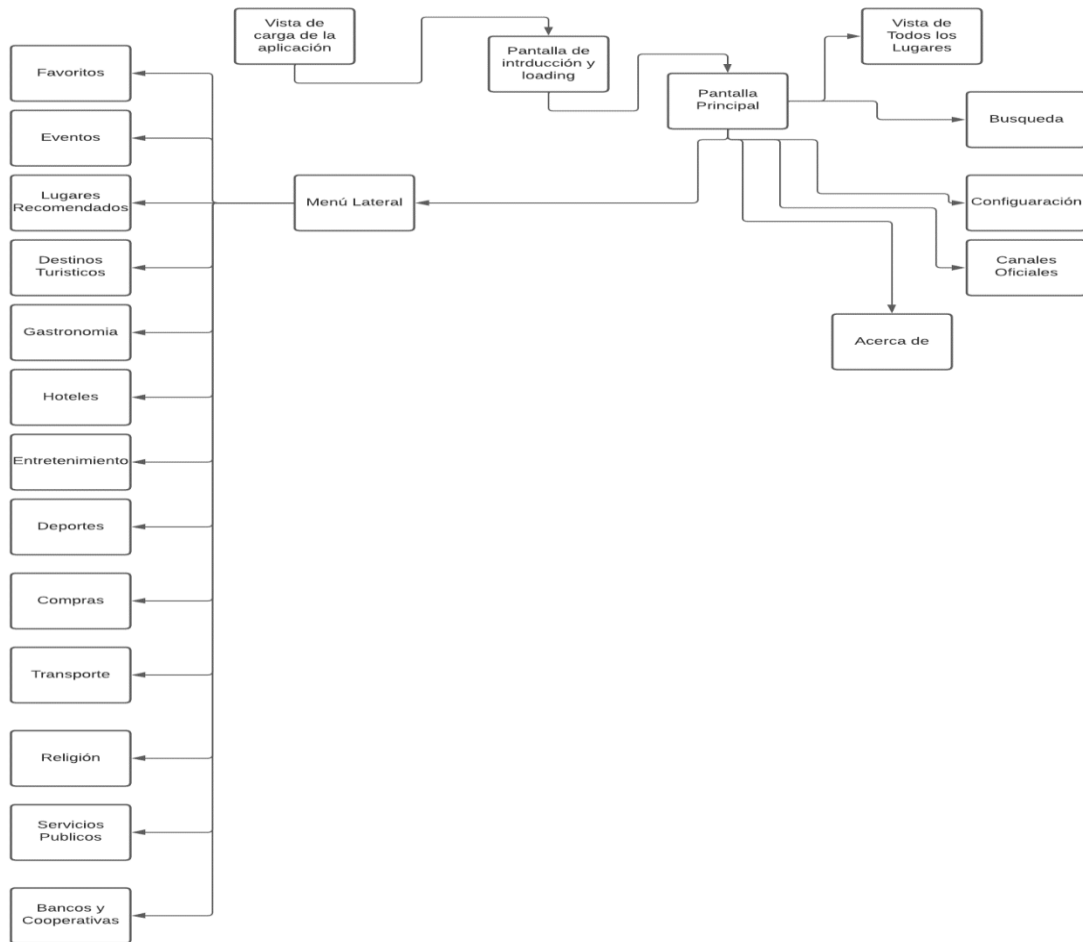 Vista de
carga de la
aplicación
Pantalla de
intrducción y
loading
Pantalla
Principal
Vista de
Todos los
Lugares
Busqueda
Configuaración
Canales
Oficiales
Acerca de
Menú Lateral
Favoritos
Eventos
Lugares
Recomendados
Destinos
Turisticos
Gastronomia
Hoteles
Entretenimiento
Deportes
Compras
Transporte
Religión
Servicios
Publicos
Bancos y
Cooperativas